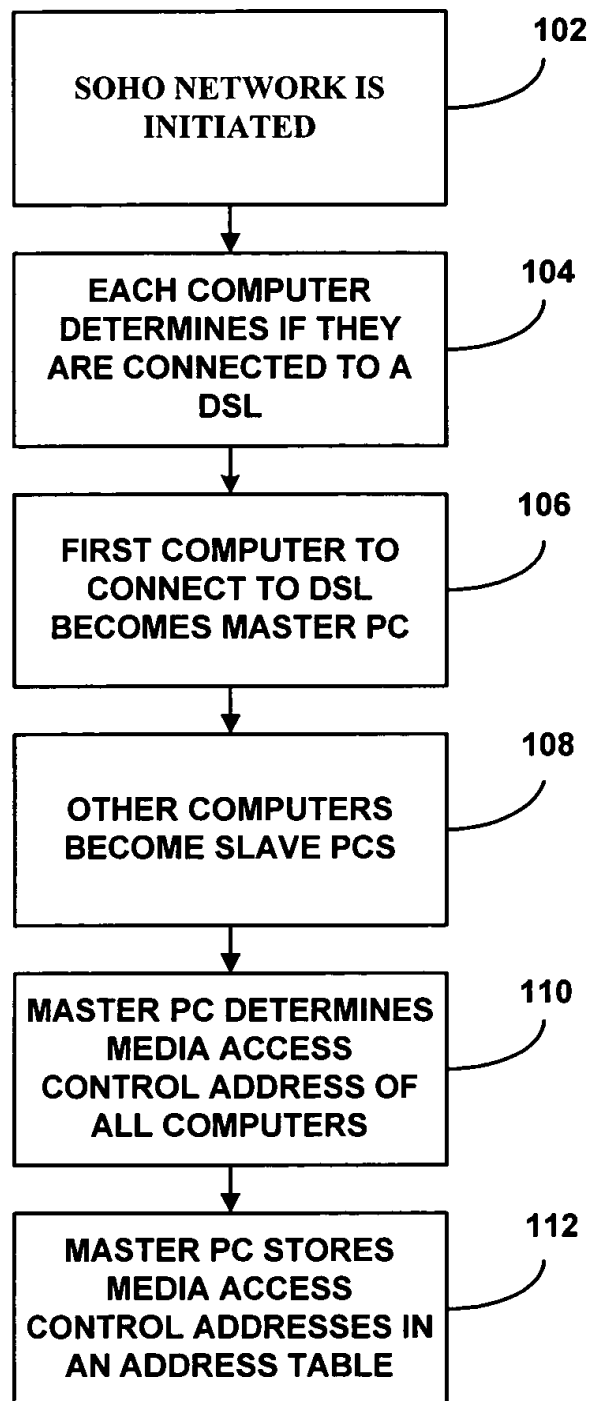 102
SOHO NETWORK IS
INITIATED
104
EACH COMPUTER
DETERMINES IF THEY
ARE CONNECTED TO A
DSL
106
FIRST COMPUTER TO
CONNECT TO DSL
BECOMES MASTER PC
108
OTHER COMPUTERS
BECOME SLAVE PCS
110
MASTER PC DETERMINES
MEDIA ACCESS
CONTROL ADDRESS OF
ALL COMPUTERS
112
MASTER PC STORES
MEDIA ACCESS
CONTROL ADDRESSES IN
AN ADDRESS TABLE